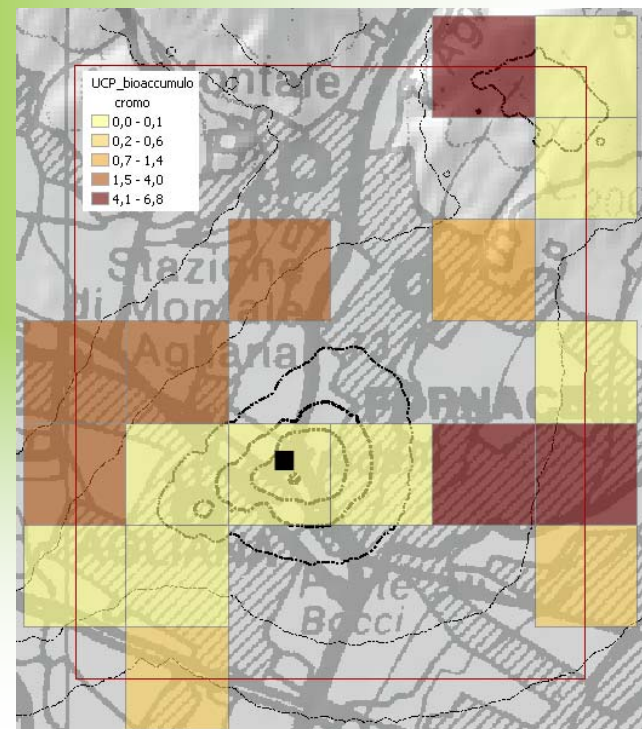 UCP_bioaccumulo
cromo
0,0 - 0,1
0,2 - 0,6
0,7 - 1,4
1,5 - 4,0
4,1 - 6,8
Montale
Stazione
di Montale
Agliana
Bocci